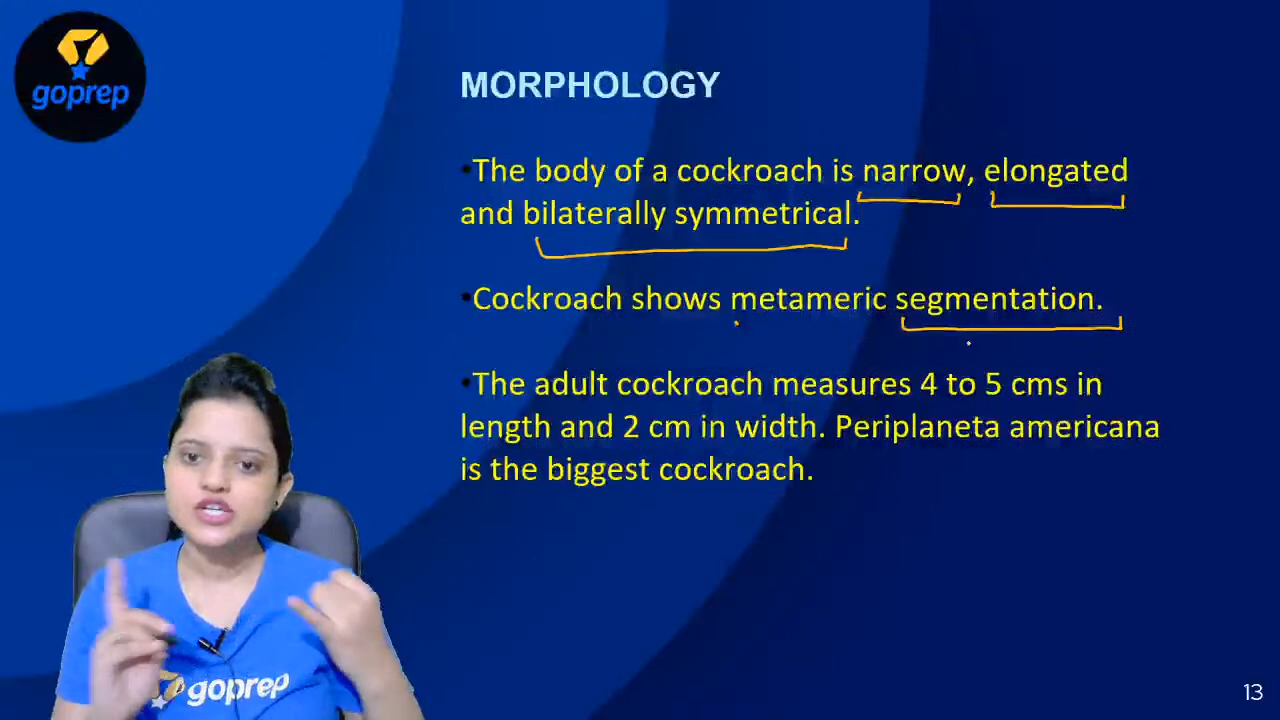 goprep
MORPHOLOGY
•The body of a cockroach is narrow, elongated
and bilaterally symmetrical.
•Cockroach shows metameric segmentation.
•The adult cockroach measures 4 to 5 cms in
length and 2 cm in width. Periplaneta americana
is the biggest cockroach.
goprep
13